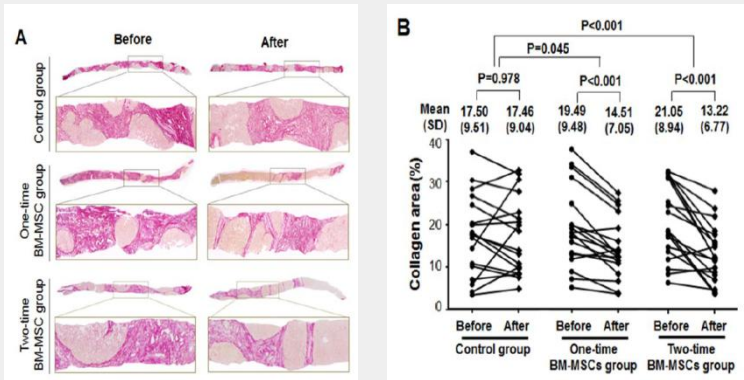 A
Before
After
Control group
One-time
BM-MSC group
Two-time
BM-MSC group
B
P<0.001
P=0.045
P=0.978
P<0.001
P<0.001
Mean 17.50 17.46 19.49 14.51 21.05 13.22
(SD) (9.51) (9.04) (9.48) (7.05) (8.94) (6.77)
Collagen area(%)
40
30
20
10
0
Before After Before After Before After
Control group One-time Two-time
BM-MSCs group BM-MSCs group